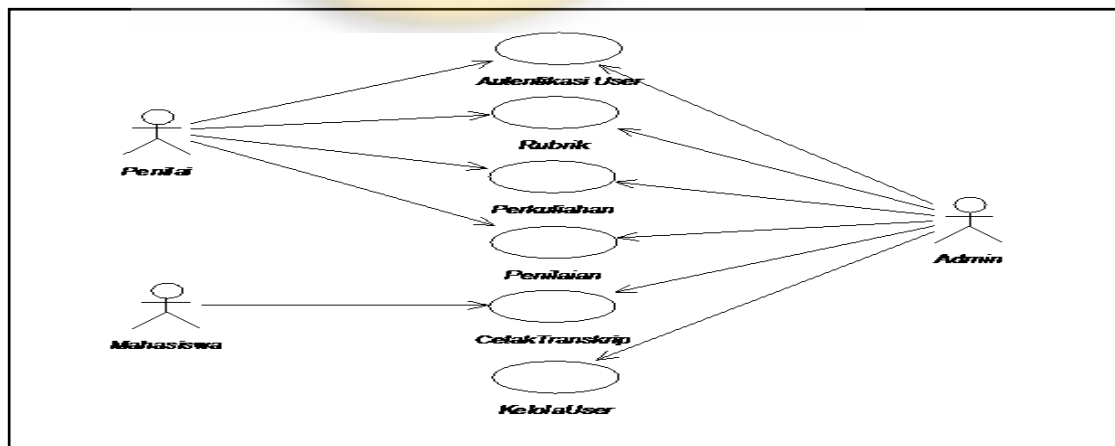 Autentikasi User
Rubrik
Penilai
Perkuliahan
Penilaian
Admin
Mahasiswa
CetakTranskrip
KelolaUser